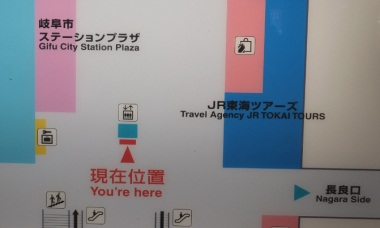 岐阜市
ステーションプラザ
Gifu City Station Plaza
JR東海ツアーズ
Travel Agency JR TOKAI TOURS
現在位置
You're here
長良口
Nagara Side